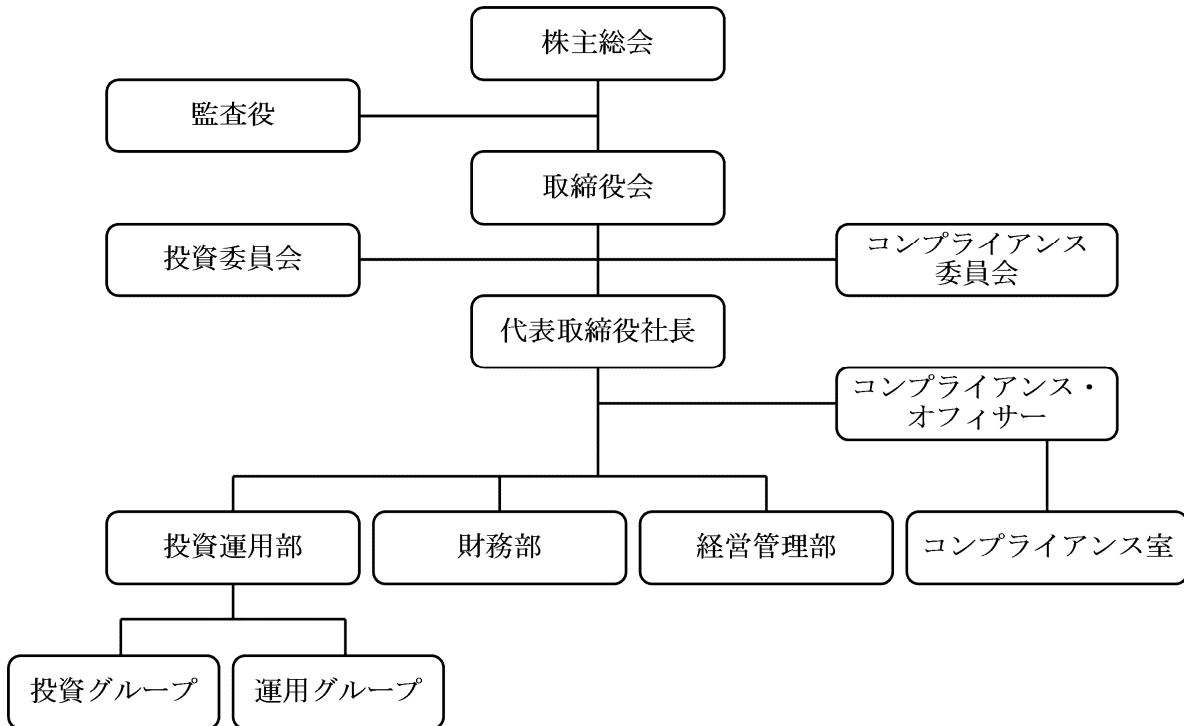 株主総会
監査役
取締役会
投資委員会
コンプライアンス
委員会
代表取締役社長
コンプライアンス・
オフィサー
投資運用部
財務部
経営管理部
コンプライアンス室
投資グループ
運用グループ